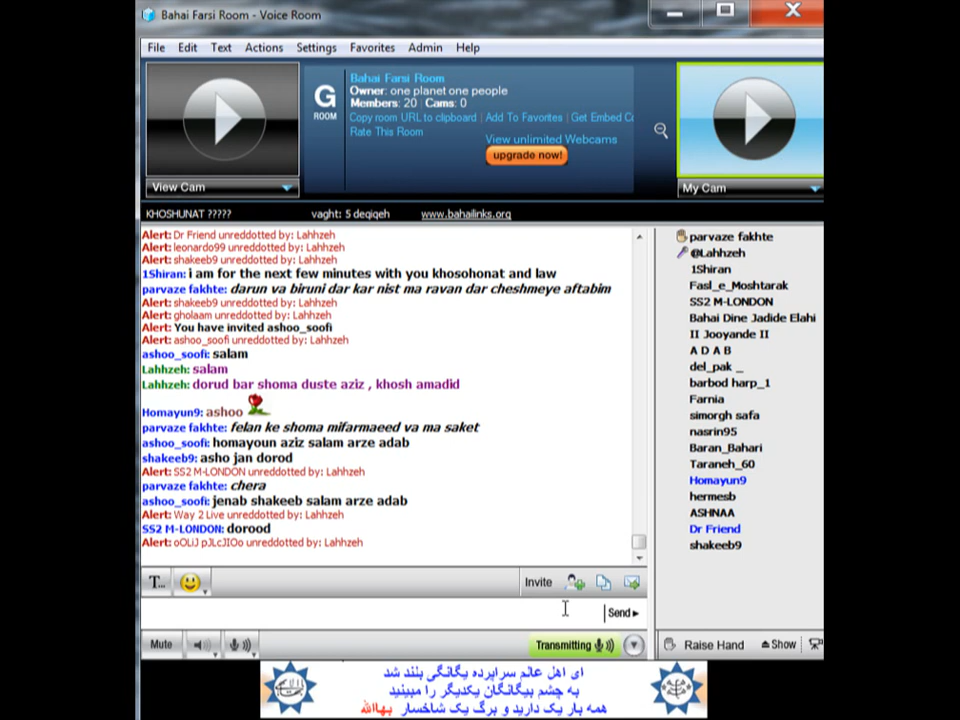 Bahai Farsi Room - Voice Room
File Edit Text Actions Settings Favorites Admin Help
Bahai Farsi Room
Owner: one planet one people
G Members: 20 Cams: 0
ROOM Copy room URL to clipboard | Add To Favorites | Get Embed Co
Rate This Room
View unlimited Webcams
upgrade now!
View Cam
My Cam
KHOSHUNAT ????? vaght: 5 deqiqeh www.bahailinks.org
Alert: Dr Friend unreddotted by: Lahhzeh
Alert: leonardo99 unreddotted by: Lahhzeh
Alert: shakeeb9 unreddotted by: Lahhzeh
1Shiran: i am for the next few minutes with you khosohonat and law
parvaze fakhte: darun va biruni dar kar nist ma ravan dar cheshmeye aftabim
Alert: shakeeb9 unreddotted by: Lahhzeh
Alert: gholaam unreddotted by: Lahhzeh
Alert: You have invited ashoo_soofi
Alert: ashoo_soofi unreddotted by: Lahhzeh
ashoo_soofi: salam
Lahhzeh: salam
Lahhzeh: dorud bar shoma duste aziz , khosh amadid
Homayun9: ashoo
parvaze fakhte: felan ke shoma mifarmaeed va ma saket
ashoo_soofi: homayoun aziz salam arze adab
shakeeb9: asho jan dorod
Alert: SS2 M-LONDON unreddotted by: Lahhzeh
parvaze fakhte: chera
ashoo_soofi: jenab shakeeb salam arze adab
Alert: Way 2 Live unreddotted by: Lahhzeh
SS2 M-LONDON: dorood
Alert: oOLiJ pJLcJIOo unreddotted by: Lahhzeh
parvaze fakhte
@Lahhzeh
1Shiran
Fasl_e_Moshtarak
SS2 M-LONDON
Bahai Dine Jadide Elahi
II Jooyande II
A D A B
del_pak _
barbod harp_1
Farnia
simorgh safa
nasrin95
Baran_Bahari
Taraneh_60
Homayun9
hermesb
ASHNAA
Dr Friend
shakeeb9
T... Invite
Send
Mute Transmitting Raise Hand Show
ای اهل عالم سراپرده یگانگی بلند شد
به چشم بیگانگان یکدیگر را مبینید
همه بار یک دارید و برگ یک شاخسار بهاالله